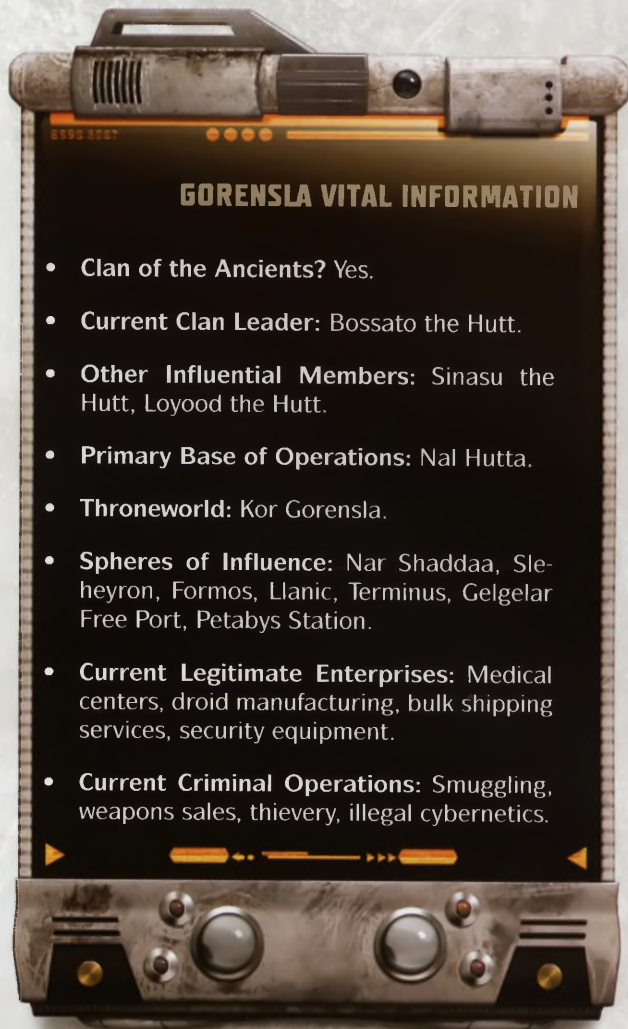 GORENSLA VITAL INFORMATION
• Clan of the Ancients? Yes.
• Current Clan Leader: Bossato the Hutt.
• Other Influential Members: Sinasu the
Hutt, Loyood the Hutt.
• Primary Base of Operations: Nal Hutta.
• Throneworld: Kor Gorensla.
• Spheres of Influence: Nar Shaddaa, Sle-
heyron, Formos, Llanic, Terminus, Gelgelar
Free Port, Petabys Station.
• Current Legitimate Enterprises: Medical
centers, droid manufacturing, bulk shipping
services, security equipment.
• Current Criminal Operations: Smuggling,
weapons sales, thievery, illegal cybernetics.